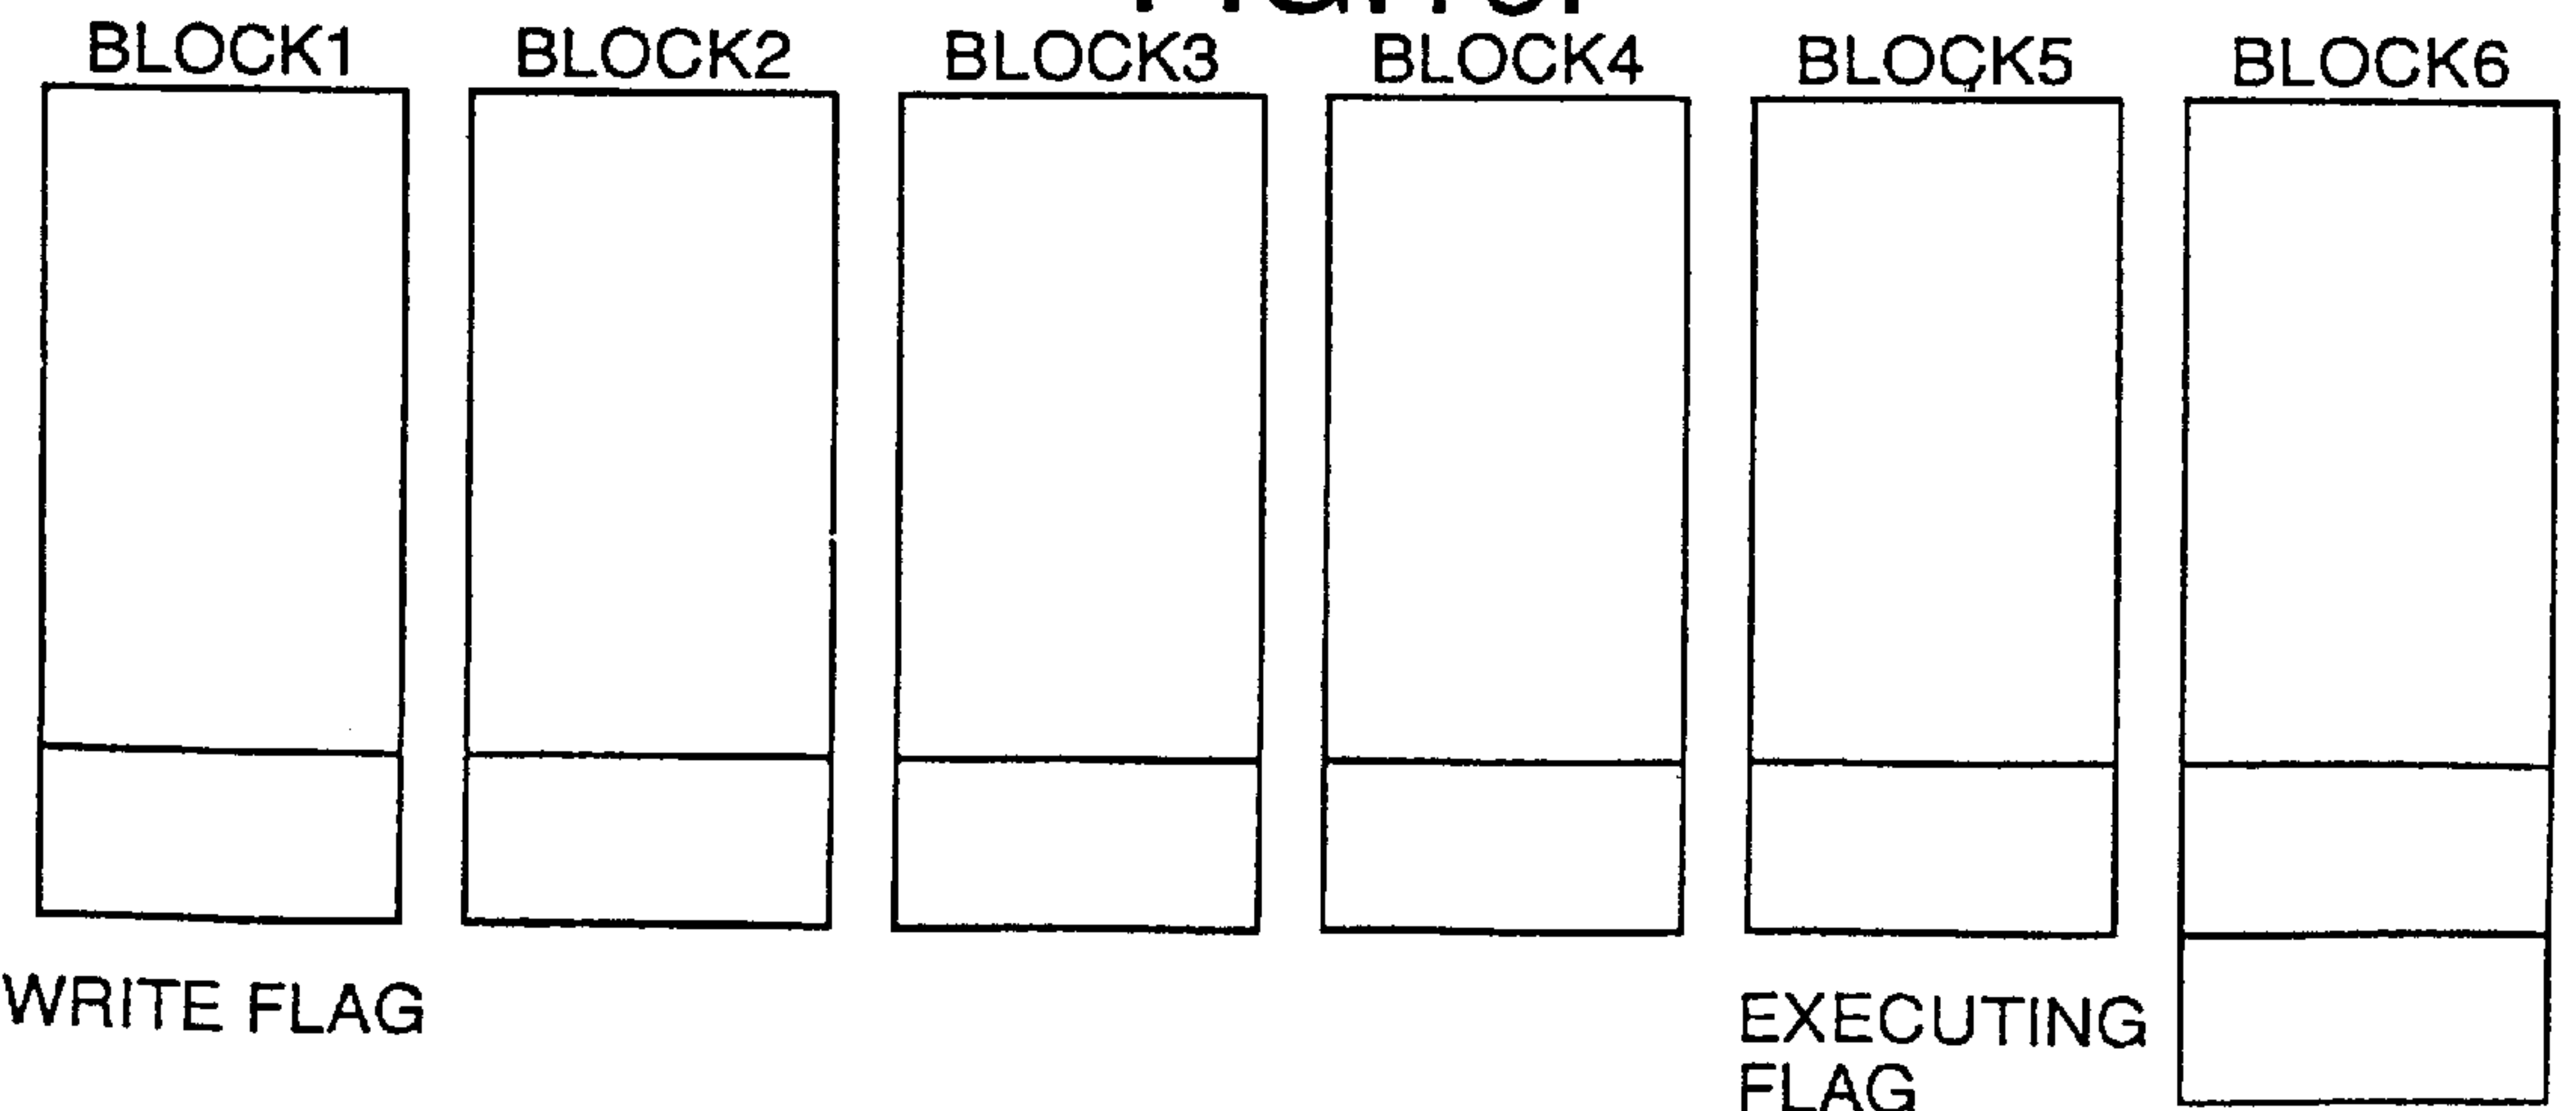 BLOCK1 BLOCK2 BLOCK3 BLOCK4 BLOCK5 BLOCK6
WRITE FLAG
EXECUTING
FLAG